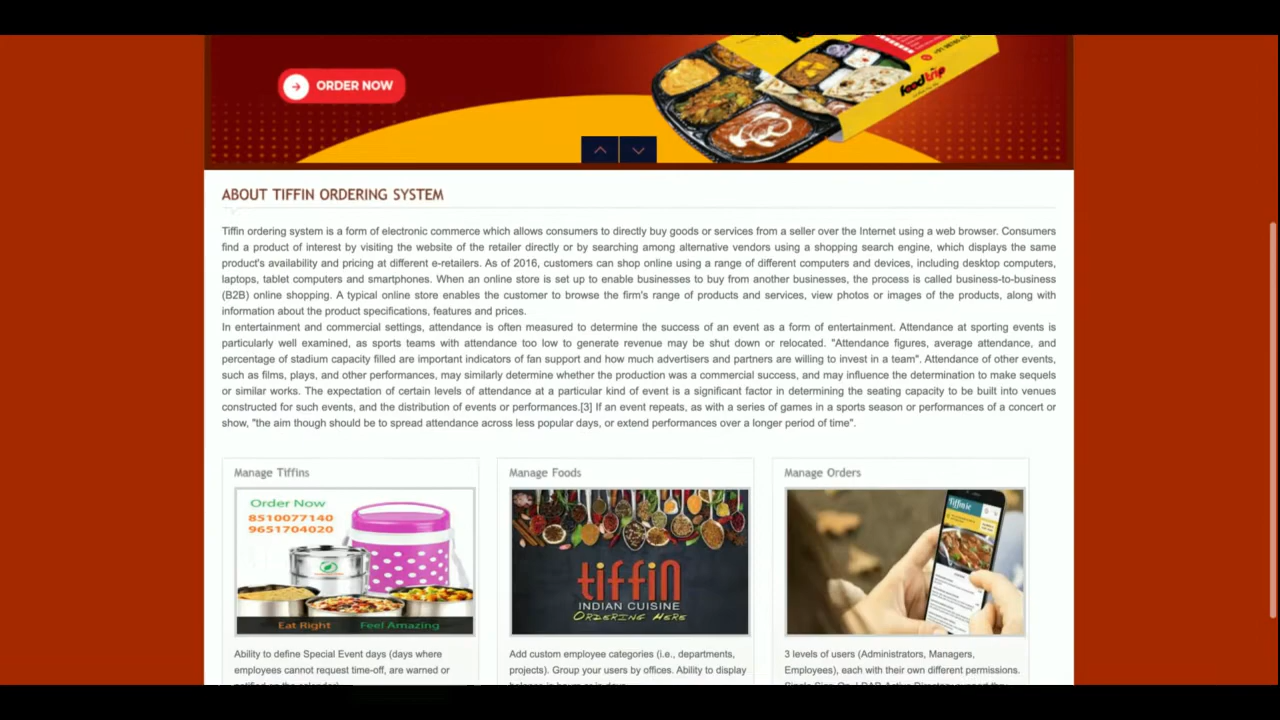 ORDER NOW
foodtrip
ABOUT TIFFIN ORDERING SYSTEM
Tiffin ordering system is a form of electronic commerce which allows consumers to directly buy goods or services from a seller over the Internet using a web browser. Consumers
find a product of interest by visiting the website of the retailer directly or by searching among alternative vendors using a shopping search engine, which displays the same
product's availability and pricing at different e-retailers. As of 2016, customers can shop online using a range of different computers and devices, including desktop computers,
laptops, tablet computers and smartphones. When an online store is set up to enable businesses to buy from another businesses, the process is called business-to-business
(B2B) online shopping. A typical online store enables the customer to browse the firm's range of products and services, view photos or images of the products, along with
information about the product specifications, features and prices.
In entertainment and commercial settings, attendance is often measured to determine the success of an event as a form of entertainment. Attendance at sporting events is
particularly well examined, as sports teams with attendance too low to generate revenue may be shut down or relocated. "Attendance figures, average attendance, and
percentage of stadium capacity filled are important indicators of fan support and how much advertisers and partners are willing to invest in a team". Attendance of other events,
such as films, plays, and other performances, may similarly determine whether the production was a commercial success, and may influence the determination to make sequels
or similar works. The expectation of certain levels of attendance at a particular kind of event is a significant factor in determining the seating capacity to be built into venues
constructed for such events, and the distribution of events or performances.[3] If an event repeats, as with a series of games in a sports season or performances of a concert or
show, "the aim though should be to spread attendance across less popular days, or extend performances over a longer period of time".
Manage Tiffins
Order Now
8510077140
9651704020
Eat Right Feel Amazing
Ability to define Special Event days (days where
employees cannot request time-off, are warned or
Manage Foods
tiffin
INDIAN CUISINE
ORDERING HERE
Add custom employee categories (i.e., departments,
projects). Group your users by offices. Ability to display
Manage Orders
3 levels of users (Administrators, Managers,
Employees), each with their own different permissions.